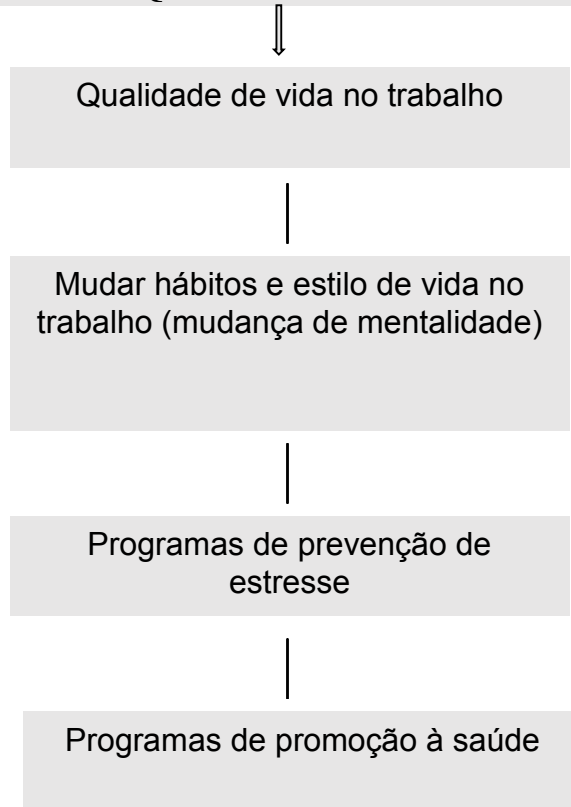 Qualidade de vida no trabalho
Mudar hábitos e estilo de vida no
trabalho (mudança de mentalidade)
Programas de prevenção de
estresse
Programas de promoção à saúde